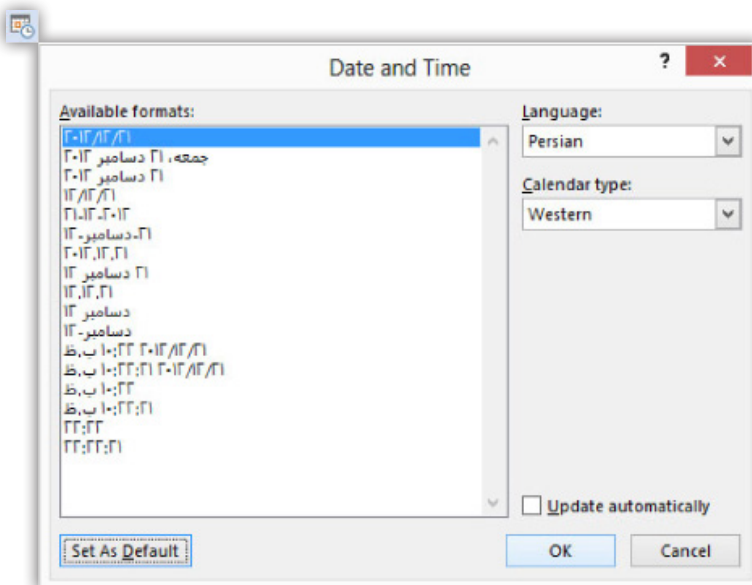 Date and Time
?
Available formats:
۲۰۱۲/۱۲/۲۱
جمعه، ۲۱ دسامبر ۲۰۱۲
۲۱ دسامبر ۲۰۱۲
۱۲/۱۲/۲۱
۲۱-۱۲-۲۰۱۲
۲۱-دسامبر-۱۲
۲۰۱۲,۱۲,۲۱
۲۱ دسامبر ۱۲
۱۲,۱۲,۲۱
دسامبر ۱۲
دسامبر-۱۲
۲۰۱۲/۱۲/۲۱ ۱۰:۲۲ ب.ظ
۲۰۱۲/۱۲/۲۱ ۱۰:۲۲:۲۱ ب.ظ
۱۰:۲۲ ب.ظ
۱۰:۲۲:۲۱ ب.ظ
۲۲:۲۲
۲۲:۲۲:۲۱
Language:
Persian
Calendar type:
Western
Update automatically
Set As Default
OK
Cancel